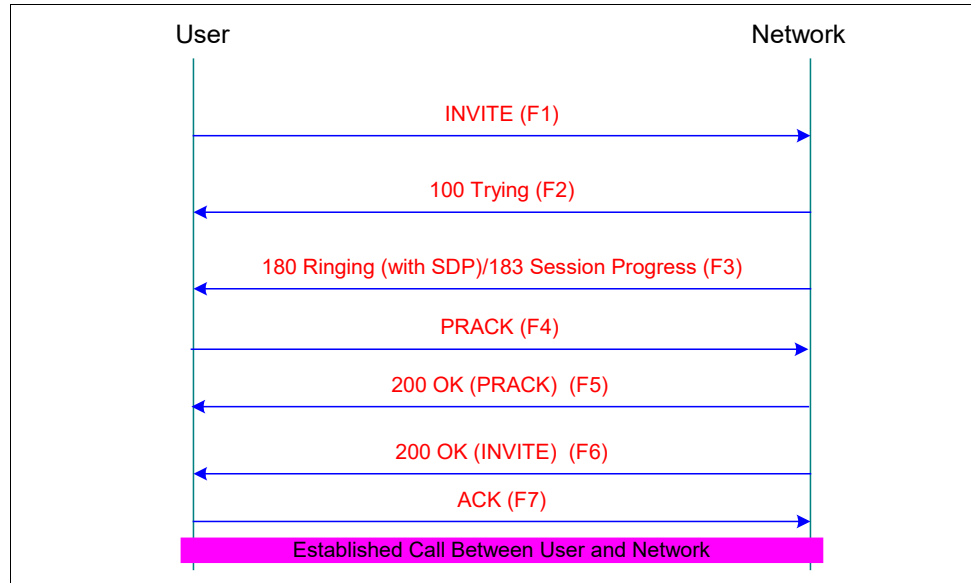 User
Network
INVITE (F1)
100 Trying (F2)
180 Ringing (with SDP)/183 Session Progress (F3)
PRACK (F4)
200 OK (PRACK)  (F5)
200 OK (INVITE)  (F6)
ACK (F7)
Established Call Between User and Network